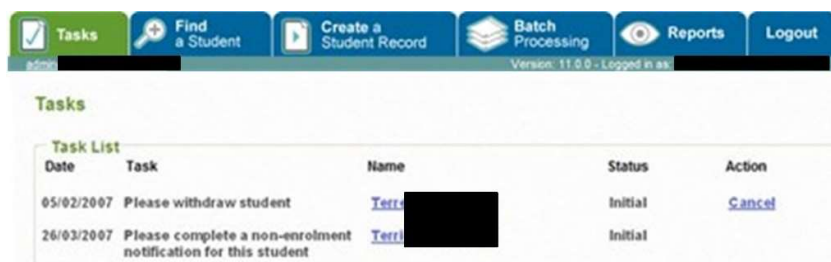 Tasks
Find
a Student
Create a
Student Record
Batch
Processing
Reports
Logout
admin
Version: 11.0.0 - Logged in as:
Tasks
Task List
Date Task Name Status Action
05/02/2007 Please withdraw student Terre Initial Cancel
26/03/2007 Please complete a non-enrolment Terri Initial
notification for this student